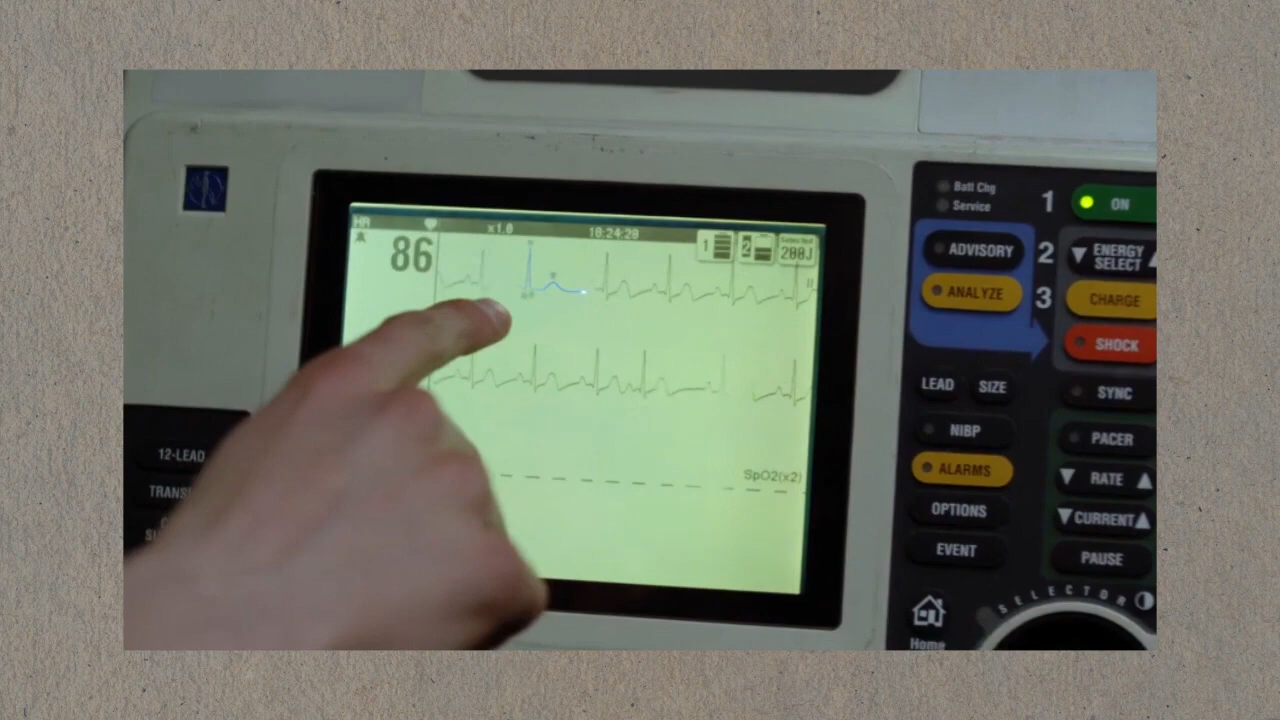 HR
86
x1.0
18:24:28
1
2
Selected
200J
II
SpO2(x2)
12-LEAD
Batt Chg
Service
1
ON
ADVISORY
2
ENERGY
SELECT
ANALYZE
3
CHARGE
SHOCK
LEAD
SIZE
SYNC
NIBP
PACER
ALARMS
RATE
OPTIONS
CURRENT
EVENT
PAUSE
SELECTOR
Home